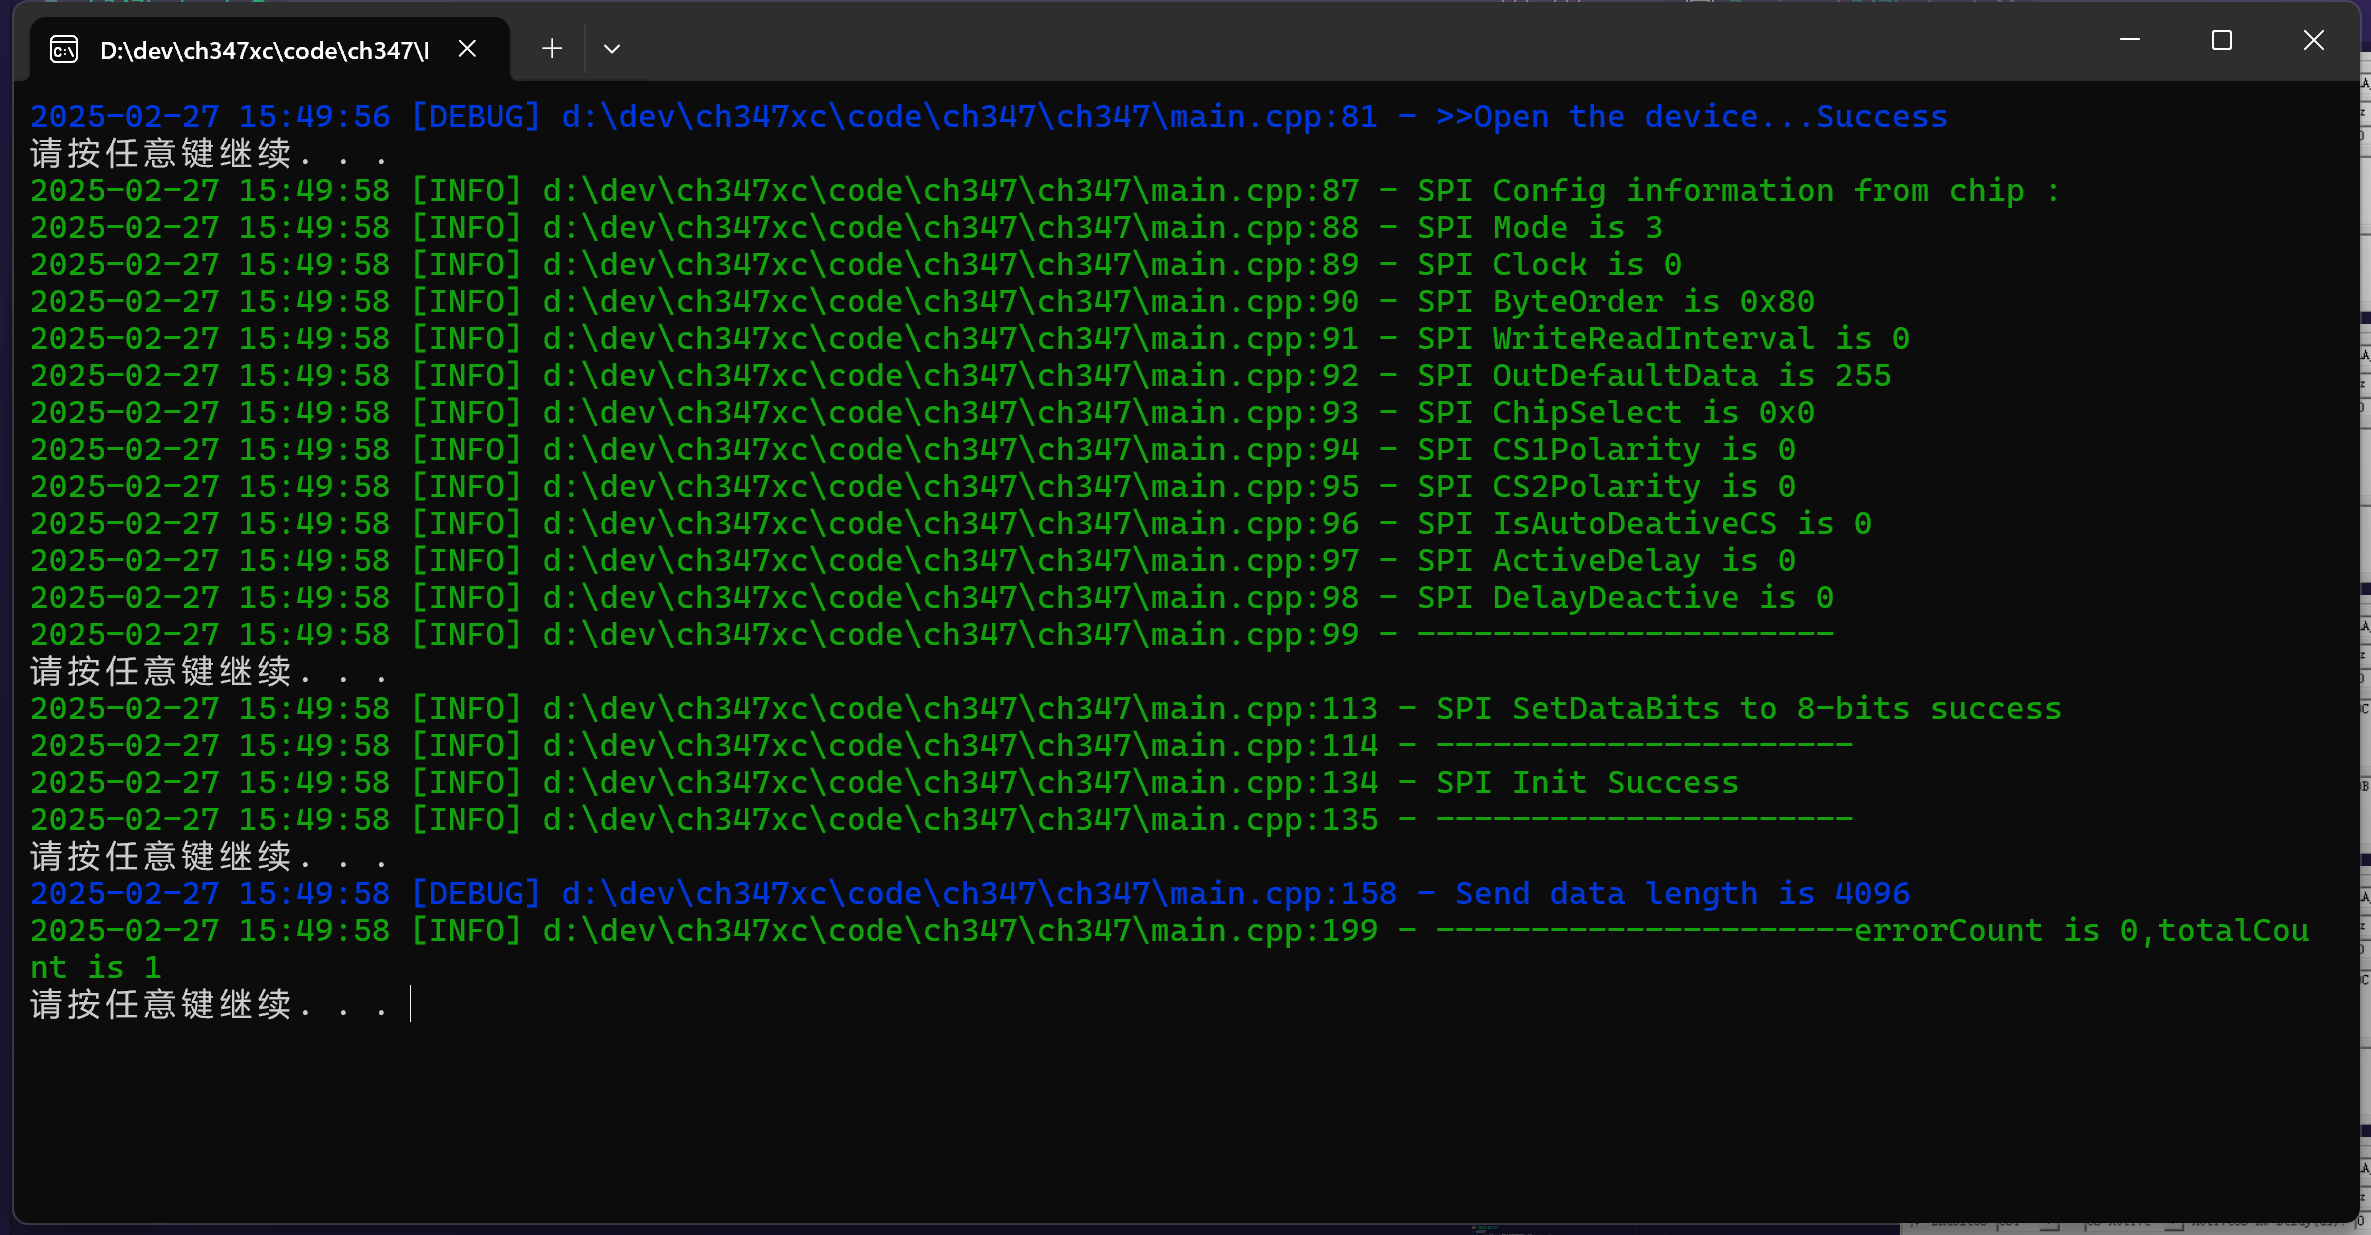 D:\dev\ch347xc\code\ch347\
2025-02-27 15:49:56 [DEBUG] d:\dev\ch347xc\code\ch347\ch347\main.cpp:81 - >>Open the device...Success
请按任意键继续. . .
2025-02-27 15:49:58 [INFO] d:\dev\ch347xc\code\ch347\ch347\main.cpp:87 - SPI Config information from chip :
2025-02-27 15:49:58 [INFO] d:\dev\ch347xc\code\ch347\ch347\main.cpp:88 - SPI Mode is 3
2025-02-27 15:49:58 [INFO] d:\dev\ch347xc\code\ch347\ch347\main.cpp:89 - SPI Clock is 0
2025-02-27 15:49:58 [INFO] d:\dev\ch347xc\code\ch347\ch347\main.cpp:90 - SPI ByteOrder is 0x80
2025-02-27 15:49:58 [INFO] d:\dev\ch347xc\code\ch347\ch347\main.cpp:91 - SPI WriteReadInterval is 0
2025-02-27 15:49:58 [INFO] d:\dev\ch347xc\code\ch347\ch347\main.cpp:92 - SPI OutDefaultData is 255
2025-02-27 15:49:58 [INFO] d:\dev\ch347xc\code\ch347\ch347\main.cpp:93 - SPI ChipSelect is 0x0
2025-02-27 15:49:58 [INFO] d:\dev\ch347xc\code\ch347\ch347\main.cpp:94 - SPI CS1Polarity is 0
2025-02-27 15:49:58 [INFO] d:\dev\ch347xc\code\ch347\ch347\main.cpp:95 - SPI CS2Polarity is 0
2025-02-27 15:49:58 [INFO] d:\dev\ch347xc\code\ch347\ch347\main.cpp:96 - SPI IsAutoDeativeCS is 0
2025-02-27 15:49:58 [INFO] d:\dev\ch347xc\code\ch347\ch347\main.cpp:97 - SPI ActiveDelay is 0
2025-02-27 15:49:58 [INFO] d:\dev\ch347xc\code\ch347\ch347\main.cpp:98 - SPI DelayDeactive is 0
2025-02-27 15:49:58 [INFO] d:\dev\ch347xc\code\ch347\ch347\main.cpp:99 - ----------------------
请按任意键继续. . .
2025-02-27 15:49:58 [INFO] d:\dev\ch347xc\code\ch347\ch347\main.cpp:113 - SPI SetDataBits to 8-bits success
2025-02-27 15:49:58 [INFO] d:\dev\ch347xc\code\ch347\ch347\main.cpp:114 - ----------------------
2025-02-27 15:49:58 [INFO] d:\dev\ch347xc\code\ch347\ch347\main.cpp:134 - SPI Init Success
2025-02-27 15:49:58 [INFO] d:\dev\ch347xc\code\ch347\ch347\main.cpp:135 - ----------------------
请按任意键继续. . .
2025-02-27 15:49:58 [DEBUG] d:\dev\ch347xc\code\ch347\ch347\main.cpp:158 - Send data length is 4096
2025-02-27 15:49:58 [INFO] d:\dev\ch347xc\code\ch347\ch347\main.cpp:199 - ----------------------errorCount is 0,totalCou
nt is 1
请按任意键继续. . .